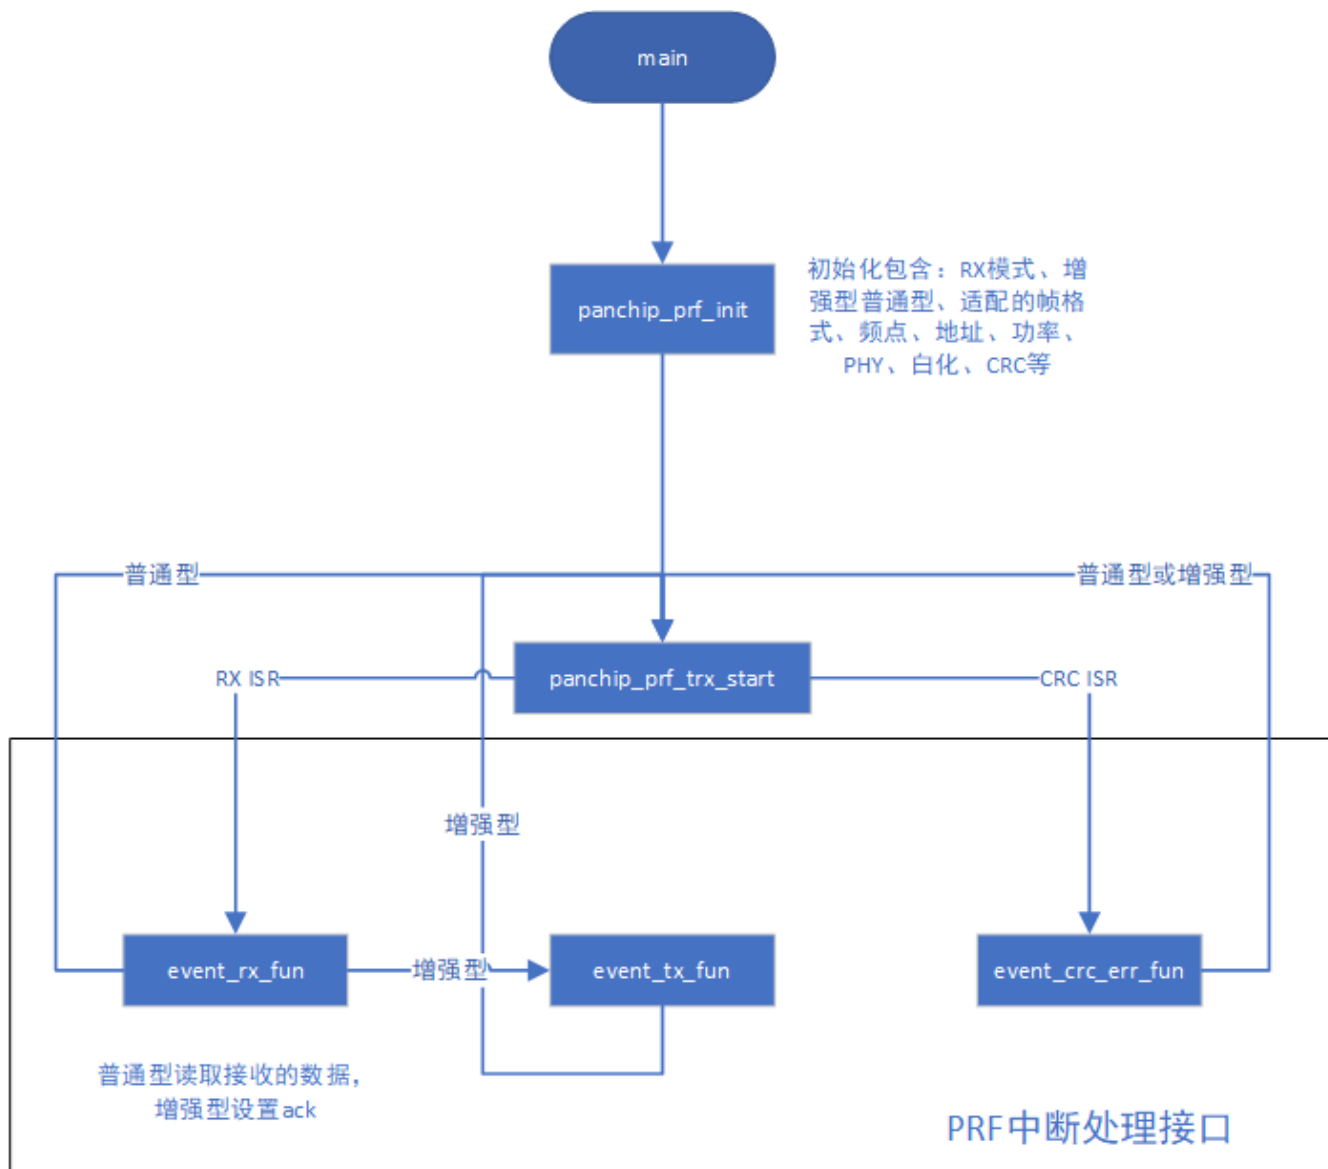 main
panchip_prf_init
初始化包含：RX模式、增
强型普通型、适配的帧格
式、频点、地址、功率、
PHY、白化、CRC等
普通型
普通型或增强型
RX ISR
panchip_prf_trx_start
CRC ISR
增强型
event_rx_fun
增强型
event_tx_fun
event_crc_err_fun
普通型读取接收的数据，
增强型设置ack
PRF中断处理接口